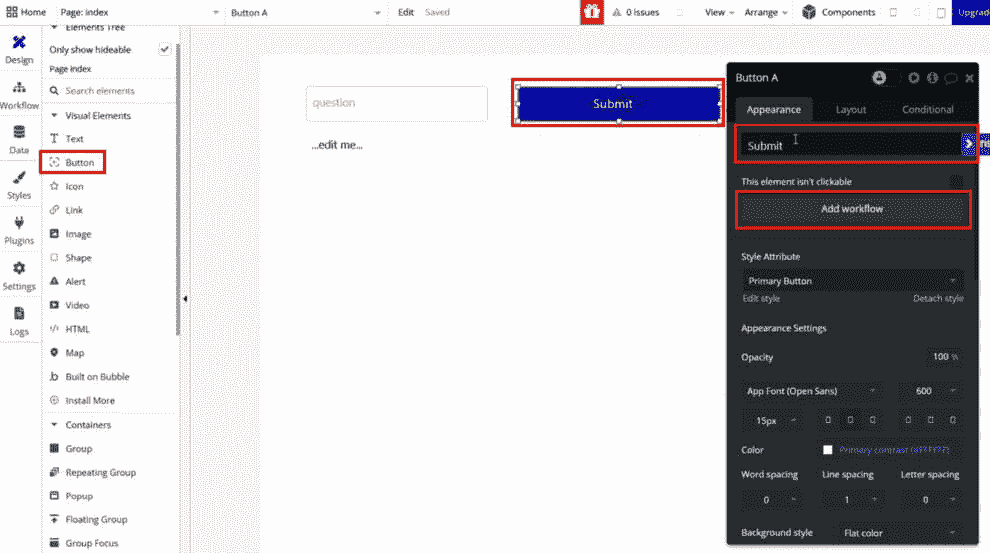 Home Page: index Button A Edit Saved 0 issues View Arrange Components Upgrade
Elements Tree
Only show hideable
Page index
Search elements
Visual Elements
Text
Button
Icon
Link
Image
Shape
Alert
Video
HTML
Map
Built on Bubble
Install More
Containers
Group
Repeating Group
Popup
Floating Group
Group Focus
Design
Workflow
Data
Styles
Plugins
Settings
Logs
question
Submit
...edit me...
Button A
Appearance Layout Conditional
Submit
This element isn't clickable
Add workflow
Style Attribute
Primary Button
Edit style Detach style
Appearance Settings
Opacity 100 %
App Font (Open Sans) 600
15px
Color Primary contrast (#FFFFFF)
Word spacing Line spacing Letter spacing
0 1 0
Background style Flat color